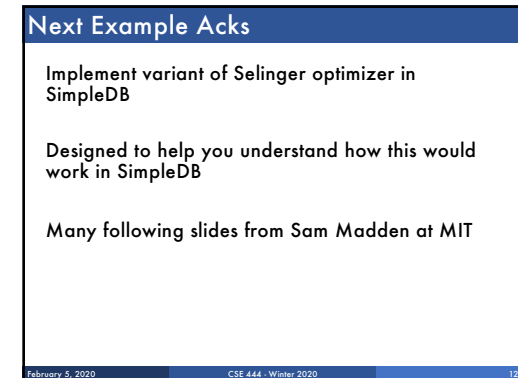 Next Example Acks
Implement variant of Selinger optimizer in
SimpleDB
Designed to help you understand how this would
work in SimpleDB
Many following slides from Sam Madden at MIT
February 5, 2020
CSE 444 - Winter 2020
12